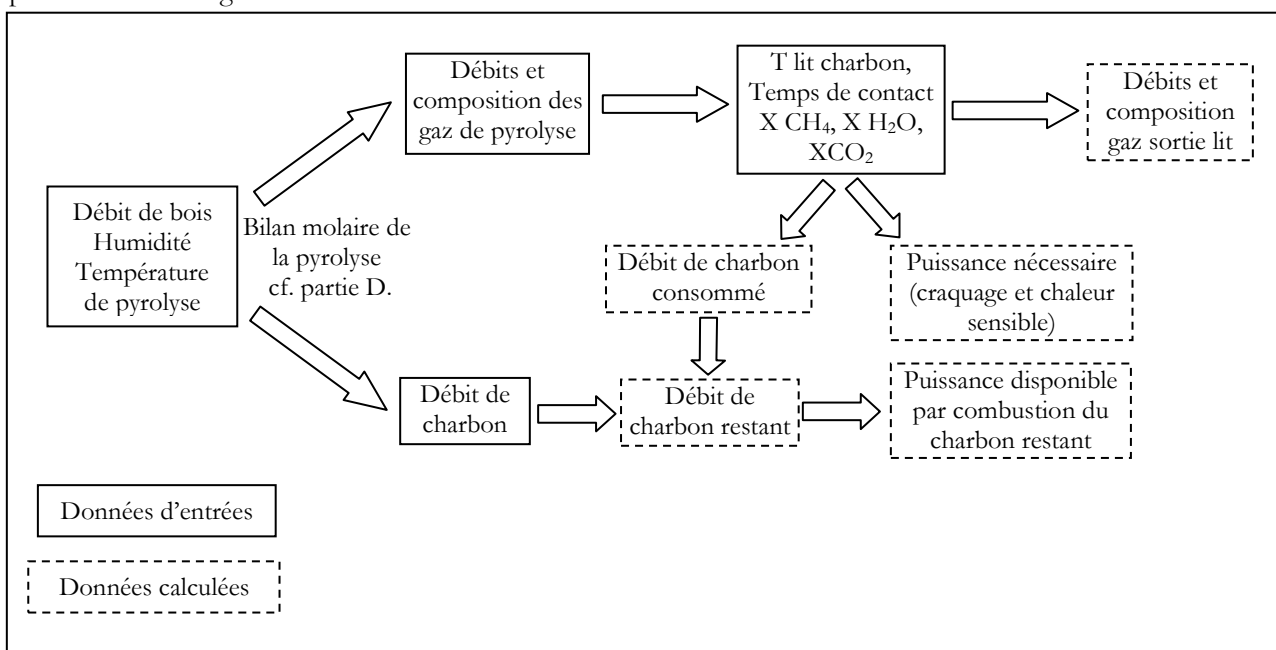 Débits et
composition des
gaz de pyrolyse
T lit charbon,
Temps de contact
X CH₄, X H₂O,
XCO₂
Débits et
composition
gaz sortie lit
Débit de bois
Humidité
Température
de pyrolyse
Bilan molaire de
la pyrolyse
cf. partie D.
Débit de charbon
consommé
Puissance nécessaire
(craquage et chaleur
sensible)
Débit de
charbon
Débit de
charbon restant
Puissance disponible
par combustion du
charbon restant
Données d'entrées
Données calculées